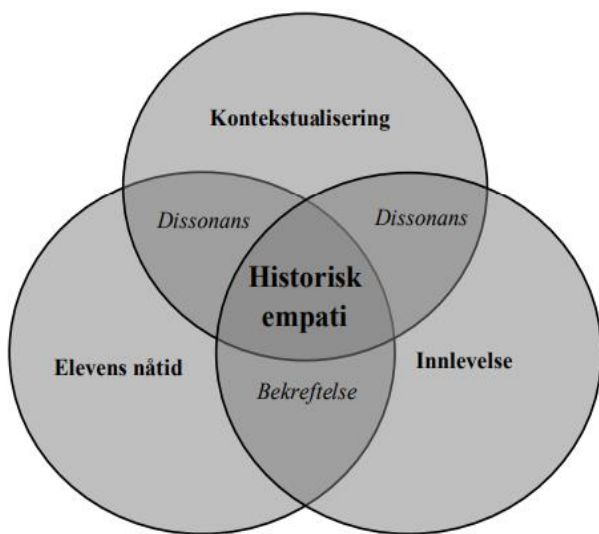 Kontekstualisering
Dissonans
Dissonans
Historisk
empati
Elevens nåtid
Innlevelse
Bekreftelse